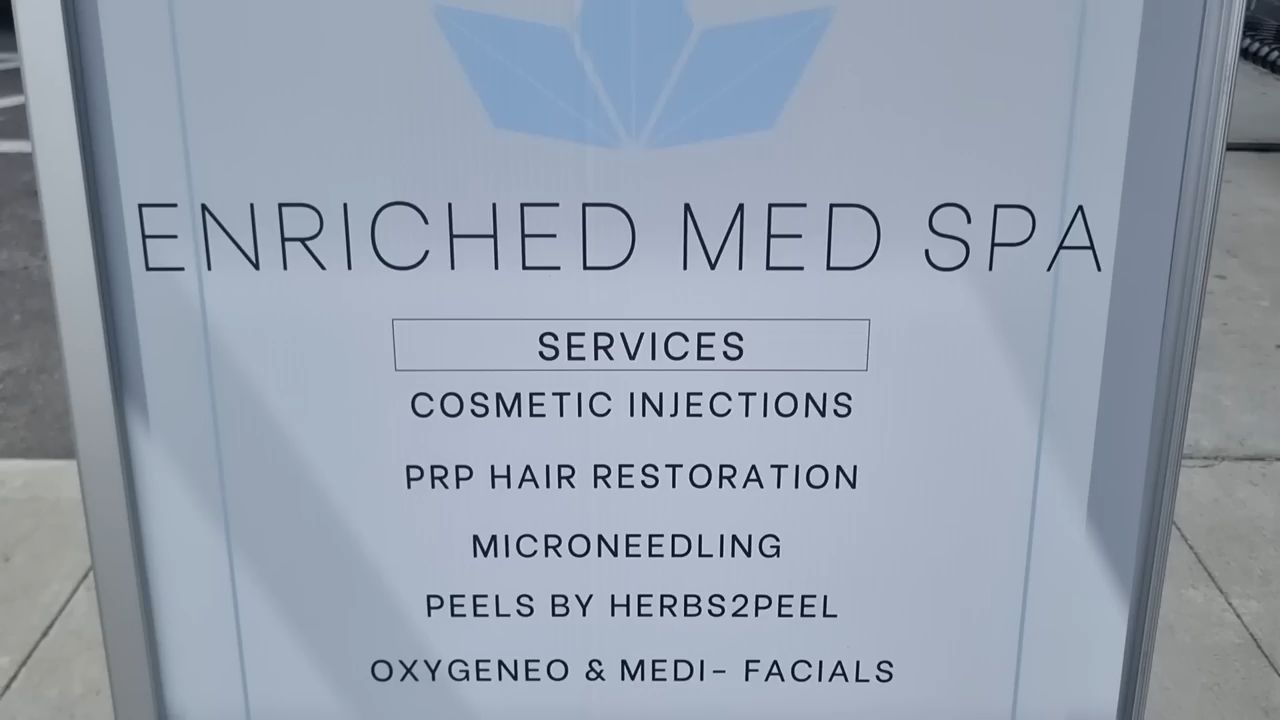 ENRICHED MED SPA
SERVICES
COSMETIC INJECTIONS
PRP HAIR RESTORATION
MICRONEEDLING
PEELS BY HERBS2PEEL
OXYGENEO & MEDI- FACIALS